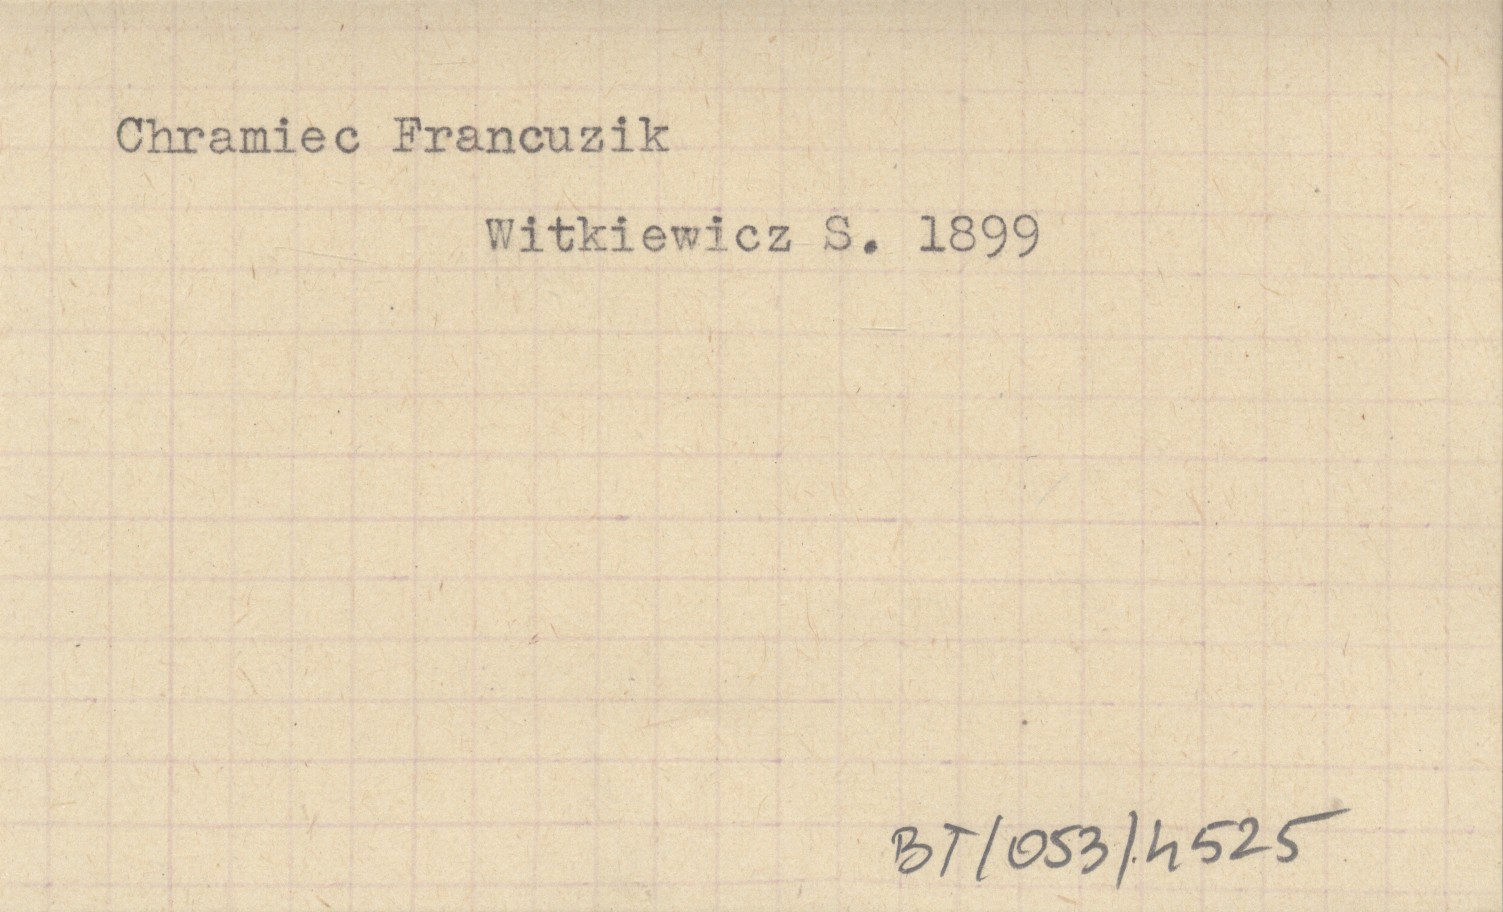 Chramiec Francuzik
Witkiewicz S. 1899
BT/053/4525